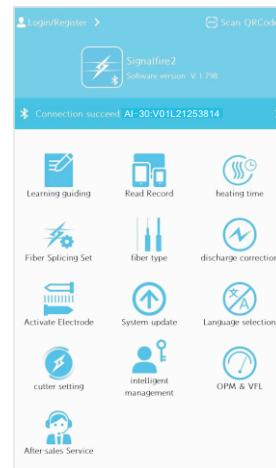 Login/Register >
Scan QRCode
Signalfire2
Software version V 1.798
Connection succeed AI-30:V01L21253814
Learning guiding
Read Record
heating time
Fiber Splicing Set
fiber type
discharge correction
Activate Electrode
System update
Language selection
cutter setting
intelligent
management
OPM & VFL
After-sales Service